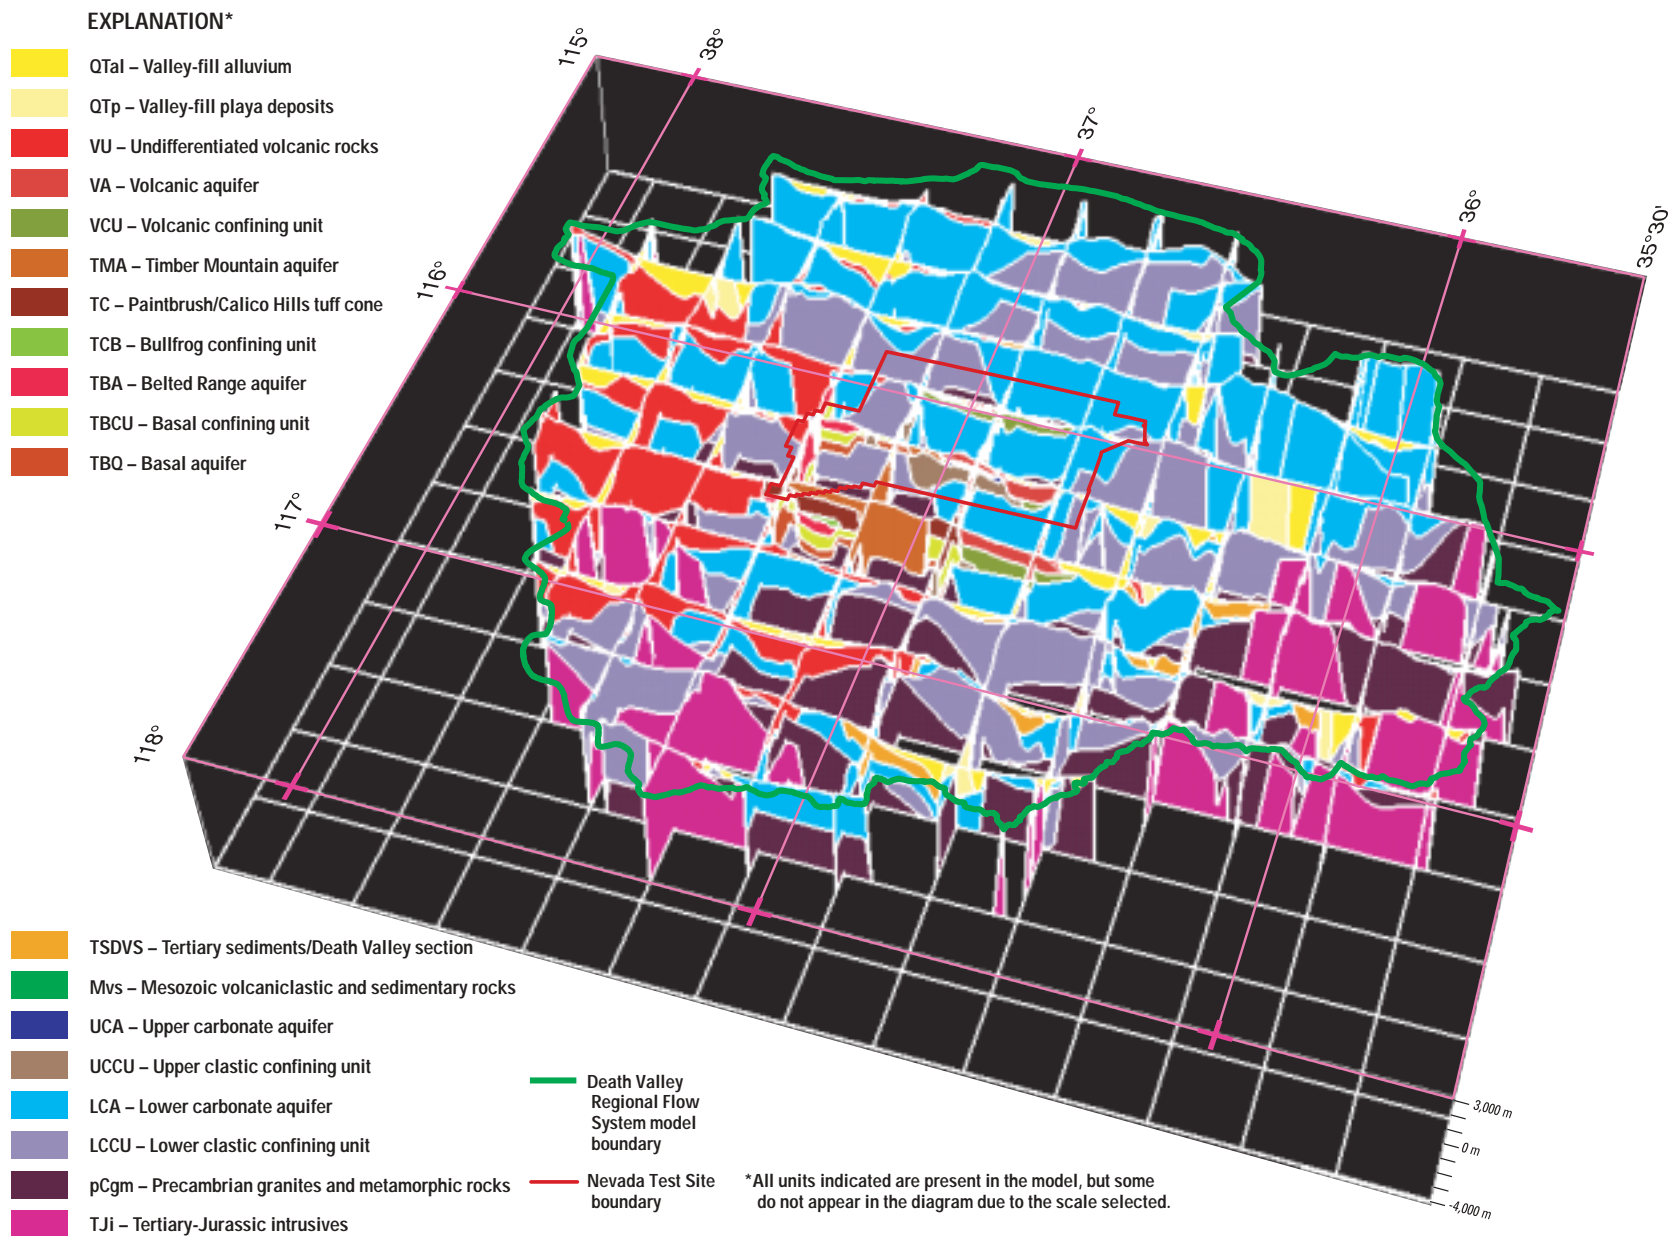 EXPLANATION*
QTal – Valley-fill alluvium
QTp – Valley-fill playa deposits
VU – Undifferentiated volcanic rocks
VA – Volcanic aquifer
VCU – Volcanic confining unit
TMA – Timber Mountain aquifer
TC – Paintbrush/Calico Hills tuff cone
TCB – Bullfrog confining unit
TBA – Belted Range aquifer
TBCU – Basal confining unit
TBQ – Basal aquifer
115°
38°
37°
36°
35°30'
116°
117°
118°
TSDVS – Tertiary sediments/Death Valley section
Mvs – Mesozoic volcaniclastic and sedimentary rocks
UCA – Upper carbonate aquifer
UCCU – Upper clastic confining unit
LCA – Lower carbonate aquifer
LCCU – Lower clastic confining unit
pCgm – Precambrian granites and metamorphic rocks
TJi – Tertiary-Jurassic intrusives
Death Valley
Regional Flow
System model
boundary
Nevada Test Site
boundary
*All units indicated are present in the model, but some
do not appear in the diagram due to the scale selected.
3,000 m
0 m
-4,000 m